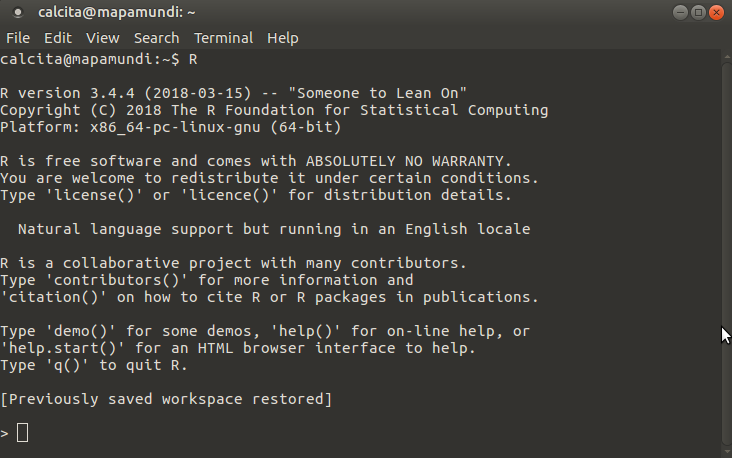 calcita@mapamundi: ~
File Edit View Search Terminal Help
calcita@mapamundi:~$ R
R version 3.4.4 (2018-03-15) -- "Someone to Lean On"
Copyright (C) 2018 The R Foundation for Statistical Computing
Platform: x86_64-pc-linux-gnu (64-bit)
R is free software and comes with ABSOLUTELY NO WARRANTY.
You are welcome to redistribute it under certain conditions.
Type 'license()' or 'licence()' for distribution details.
Natural language support but running in an English locale
R is a collaborative project with many contributors.
Type 'contributors()' for more information and
'citation()' on how to cite R or R packages in publications.
Type 'demo()' for some demos, 'help()' for on-line help, or
'help.start()' for an HTML browser interface to help.
Type 'q()' to quit R.
[Previously saved workspace restored]
>